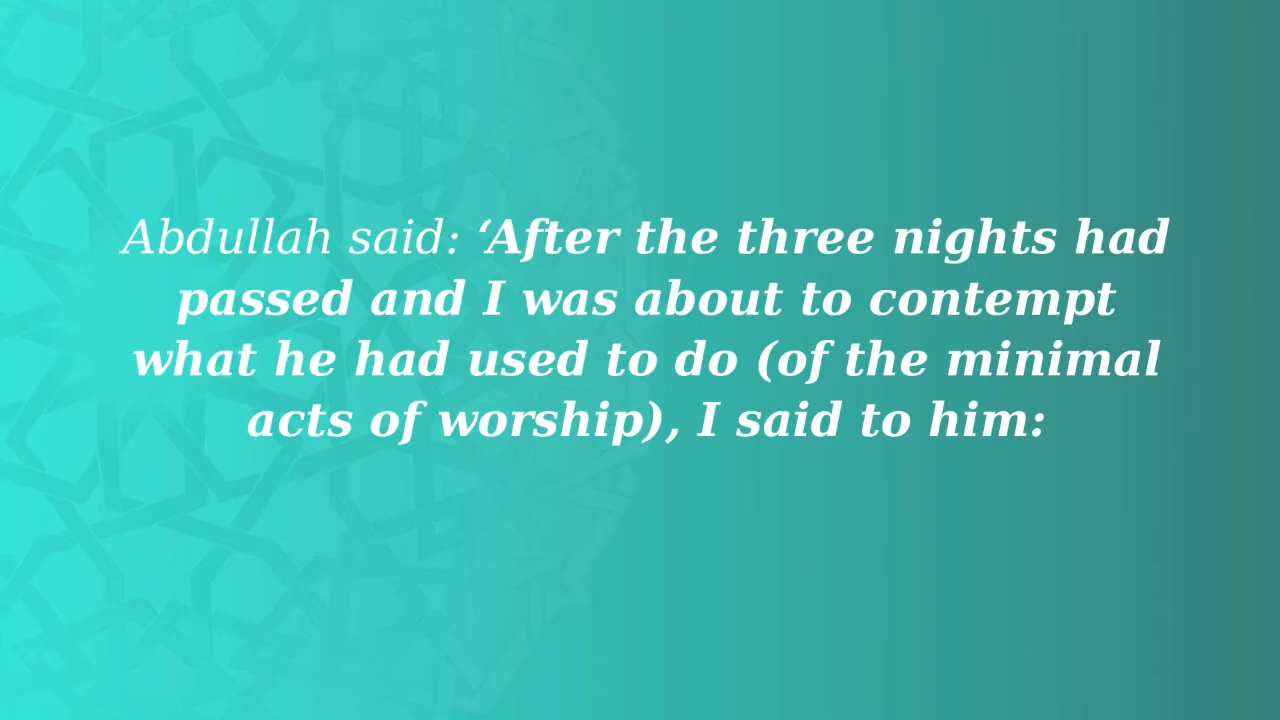 Abdullah said: ‘After the three nights had
passed and I was about to contempt
what he had used to do (of the minimal
acts of worship), I said to him: